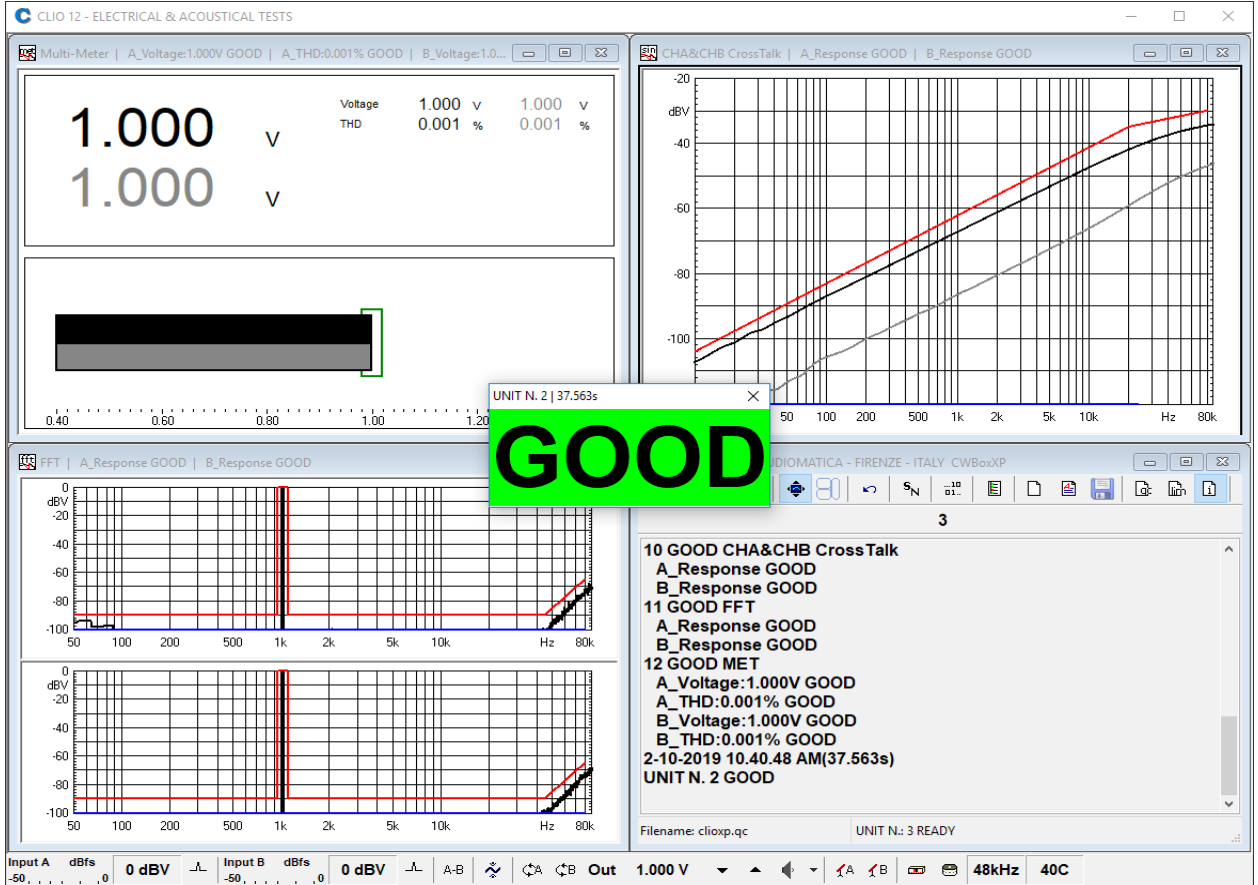 CLIO 12 - ELECTRICAL & ACOUSTICAL TESTS
Multi-Meter | A_Voltage:1.000V GOOD | A_THD:0.001% GOOD | B_Voltage:1.0...
1.000 V
1.000 V
Voltage 1.000 V 1.000 V
THD 0.001 % 0.001 %
0.40 0.60 0.80 1.00 1.20
CHA&CHB CrossTalk | A_Response GOOD | B_Response GOOD
-20
dBV
-40
-60
-80
-100
50 100 200 500 1k 2k 5k 10k Hz 80k
UNIT N. 2 | 37.563s
GOOD
FFT | A_Response GOOD | B_Response GOOD
0
dBV
-20
-40
-60
-80
-100
50 100 200 500 1k 2k 5k 10k Hz 80k
0
dBV
-20
-40
-60
-80
-100
50 100 200 500 1k 2k 5k 10k Hz 80k
- FIRENZE - ITALY CWBoxXP
SN
3
10 GOOD CHA&CHB CrossTalk
A_Response GOOD
B_Response GOOD
11 GOOD FFT
A_Response GOOD
B_Response GOOD
12 GOOD MET
A_Voltage:1.000V GOOD
A_THD:0.001% GOOD
B_Voltage:1.000V GOOD
B_THD:0.001% GOOD
2-10-2019 10.40.48 AM(37.563s)
UNIT N. 2 GOOD
Filename: clioxp.qc UNIT N.: 3 READY
Input A dBfs
-50 0
0 dBV
Input B dBfs
-50 0
0 dBV
A-B
A B Out 1.000 V
A B
48kHz 40C